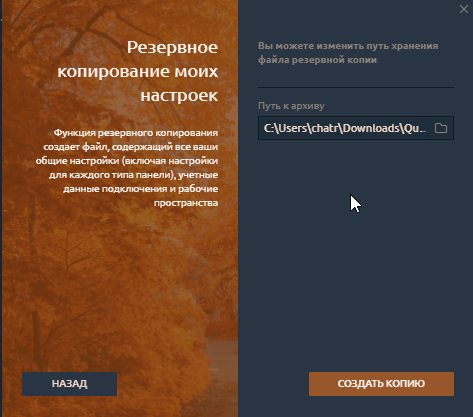 Резервное
копирование моих
настроек
Функция резервного копирования
создает файл, содержащий все ваши
общие настройки (включая настройки
для каждого типа панели), учетные
данные подключения и рабочие
пространства
НАЗАД
Вы можете изменить путь хранения
файла резервной копии
Путь к архиву
C:\Users\chatr\Downloads\Qu...
СОЗДАТЬ КОПИЮ